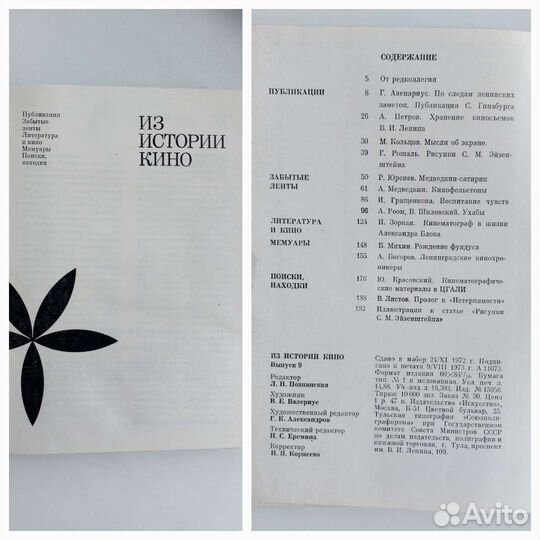 Публикации
Забытые
ленты
Литература
и кино
Мемуары
Поиски,
находки
ИЗ
ИСТОРИИ
КИНО
СОДЕРЖАНИЕ
5 От редколлегии
ПУБЛИКАЦИИ 8 Г. Авенариус. По следам ленинских
заметок. Публикация С. Гинзбурга
26 А. Петров. Хранение киносъемок
В. И. Ленина
30 М. Кольцов. Мысли об экране.
39 Г. Рошаль. Рисунки С. М. Эйзен-
штейна
ЗАБЫТЫЕ 50 Р. Юренев. Медведкин-сатирик
ЛЕНТЫ 61 А. Медведкин. Кинофельетоны
86 И. Гращенкова. Воспитание чувств
96 А. Роом, В. Шкловский. Ухабы
ЛИТЕРАТУРА 124 Н. Зоркая. Кинематограф в жизни
И КИНО Александра Блока
МЕМУАРЫ 148 Б. Михин. Рождение фундуса
155 А. Богоров. Ленинградские кинохро-
никеры
ПОИСКИ, 176 Ю. Красовский. Кинематографиче-
НАХОДКИ ские материалы в ЦГАЛИ
188 В. Листов. Пролог к «Нетерпимости»
192 Иллюстрации к статье «Рисунки
С. М. Эйзенштейна»
ИЗ ИСТОРИИ КИНО
Выпуск 9
Редактор
Л. Н. Познанская
Художник
В. Е. Валериус
Художественный редактор
Г. К. Александров
Технический редактор
Н. С. Еремина
Корректор
Н. Я. Корнеева
Сдано в набор 24/XI 1972 г. Подпи-
сано к печати 9/VIII 1973 г. А 11073.
Формат издания 60×84¹/₁₆. Бумага
тип. № 1 и мелованная. Усл. печ. л.
14,88. Уч.-изд. л. 16,303. Изд. № 15956
Тираж 10 000 экз. Заказ № 30. Цена
1 р. 47 к. Издательство «Искусство»,
Москва, К-51 Цветной бульвар, 25.
Тульская типография «Союзполи-
графпрома» при Государственном
комитете Совета Министров СССР
по делам издательств, полиграфии и
книжной торговли, г. Тула, проспект
им. В. И. Ленина, 109.
Avito